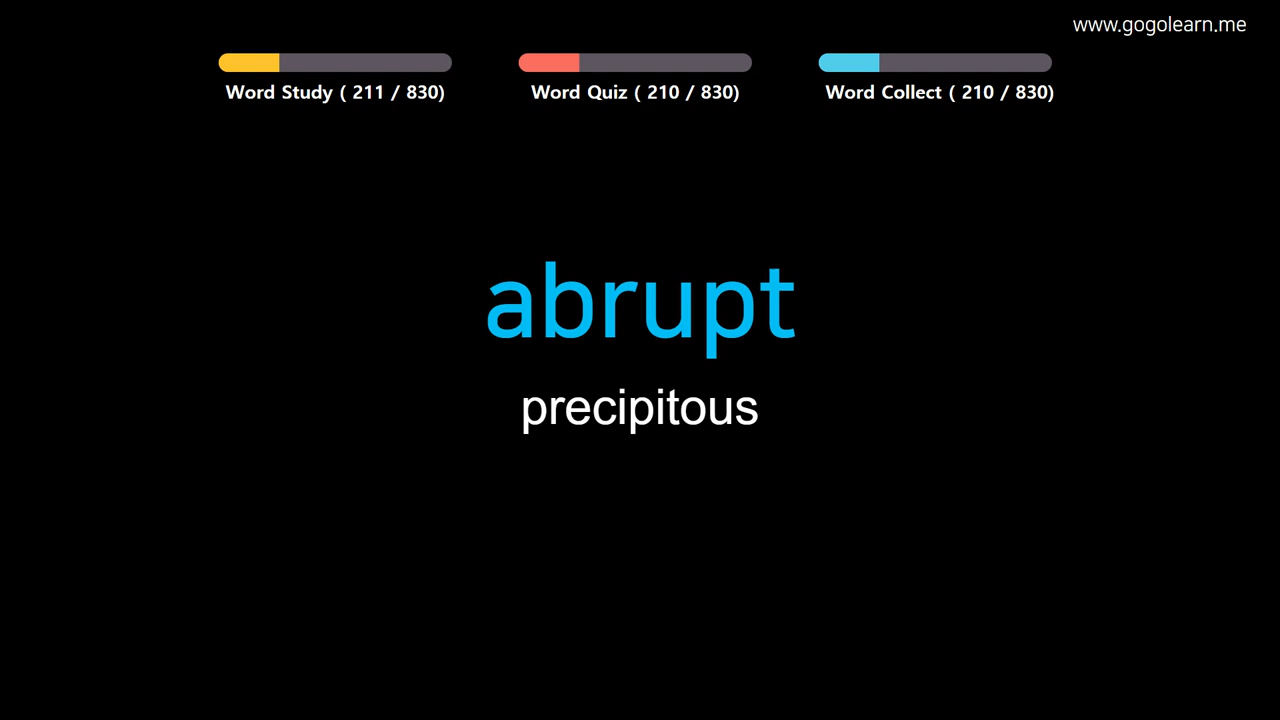 www.gogolearn.me
Word Study ( 211 / 830)
Word Quiz ( 210 / 830)
Word Collect ( 210 / 830)
abrupt
precipitous